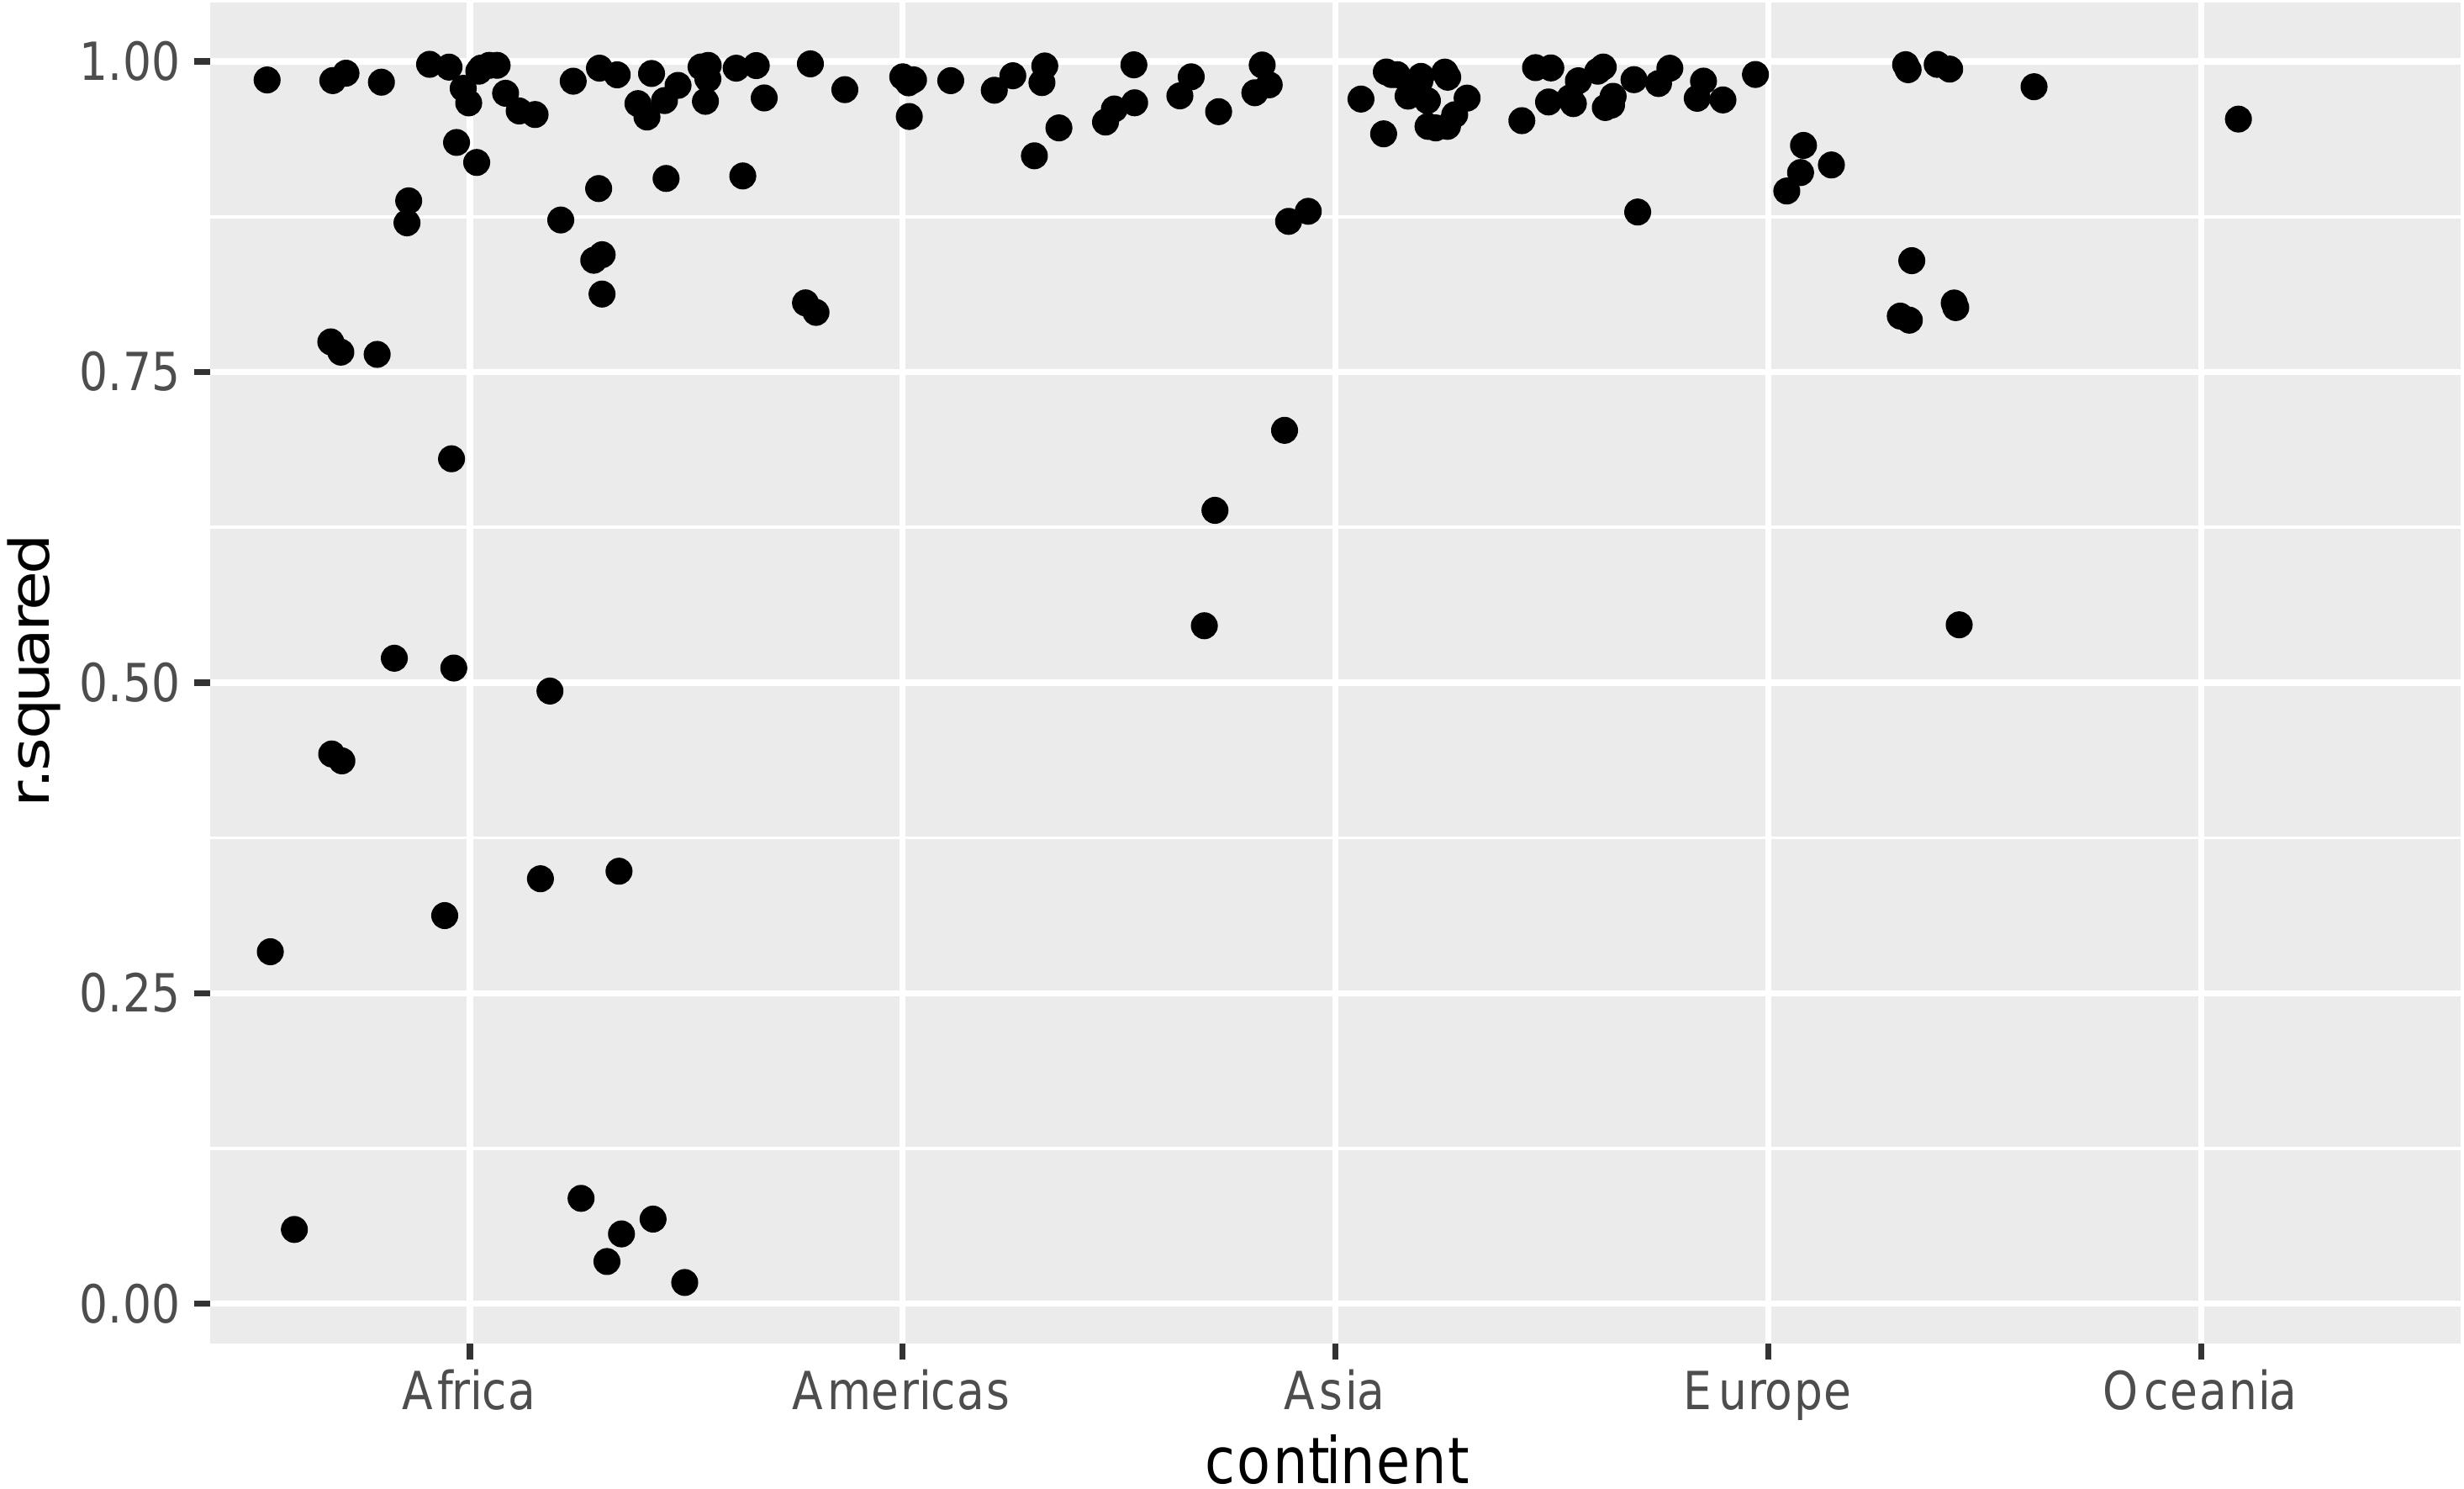 1.00
0.75
0.50
0.25
0.00
r.squared
Africa
Americas
Asia
Europe
Oceania
continent